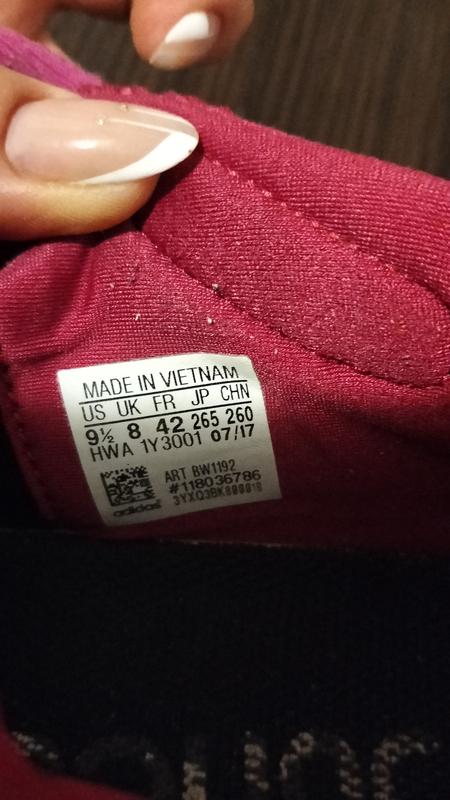 MADE IN VIETNAM
US UK FR JP CHN
9½ 8 42 265 260
HWA 1Y3001 07/17
ART BW1192
#118036786
adidas